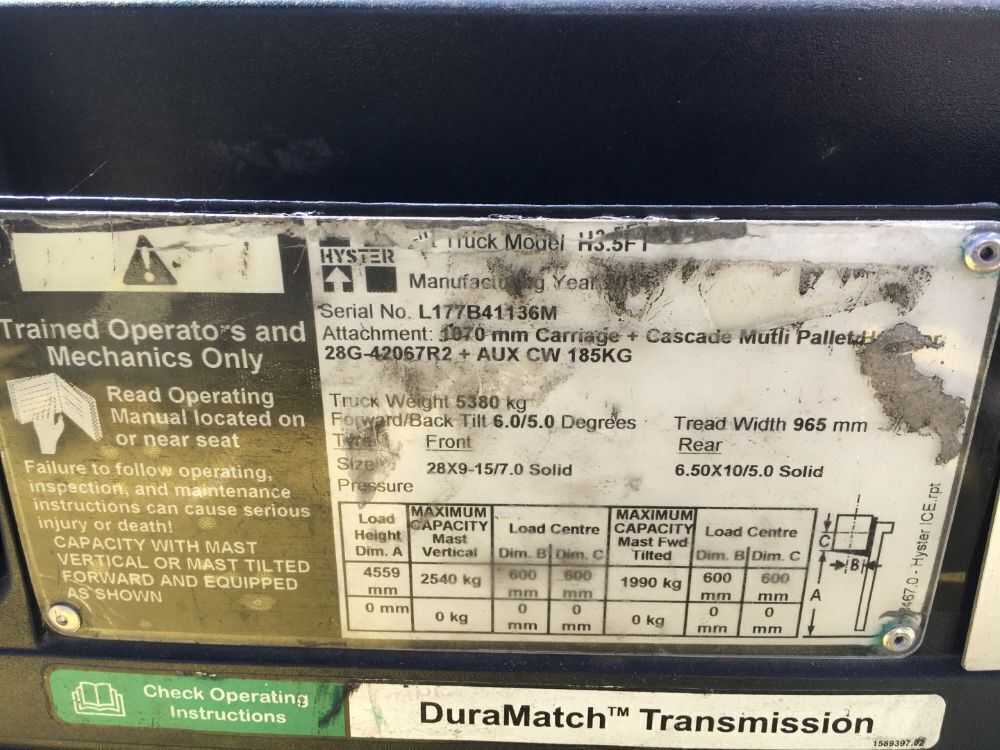 Trained Operators and
Mechanics Only
Read Operating
Manual located on
or near seat
Failure to follow operating,
inspection, and maintenance
instructions can cause serious
injury or death!
CAPACITY WITH MAST
VERTICAL OR MAST TILTED
FORWARD AND EQUIPPED
AS SHOWN
HYSTER
Truck Model H3.5FT
Manufacturing Year
Serial No. L177B41136M
Attachment: 1070 mm Carriage + Cascade Mutli Pallet
28G-42067R2 + AUX CW 185KG
Truck Weight 5380 kg
Forward/Back Tilt 6.0/5.0 Degrees Tread Width 965 mm
Tyre Front Rear
Size 28X9-15/7.0 Solid 6.50X10/5.0 Solid
Pressure
Load Height Dim. A MAXIMUM CAPACITY Mast Vertical Load Centre Dim. B Dim. C MAXIMUM CAPACITY Mast Fwd Tilted Load Centre Dim. B Dim. C
4559 mm 2540 kg 600 mm 600 mm 1990 kg 600 mm 600 mm
0 mm 0 kg 0 mm 0 mm 0 kg 0 mm 0 mm
C
B
A
467.0 - Hyster ICE.rpt
Check Operating
Instructions
DuraMatch™ Transmission
1589397.02